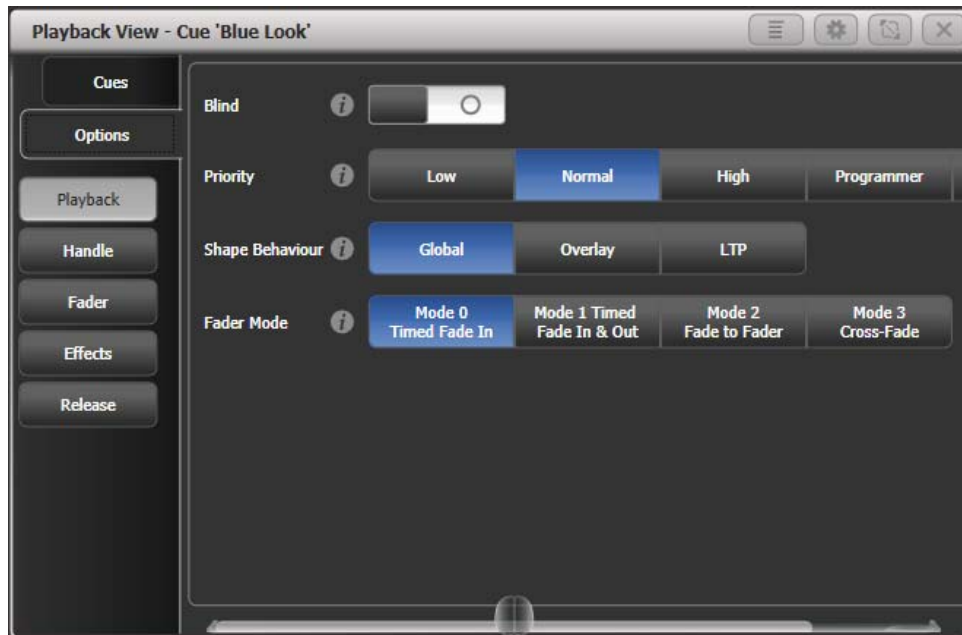 Playback View - Cue 'Blue Look'
Cues
Options
Playback
Handle
Fader
Effects
Release
Blind
Priority
Low
Normal
High
Programmer
Shape Behaviour
Global
Overlay
LTP
Fader Mode
Mode 0
Timed Fade In
Mode 1 Timed
Fade In & Out
Mode 2
Fade to Fader
Mode 3
Cross-Fade